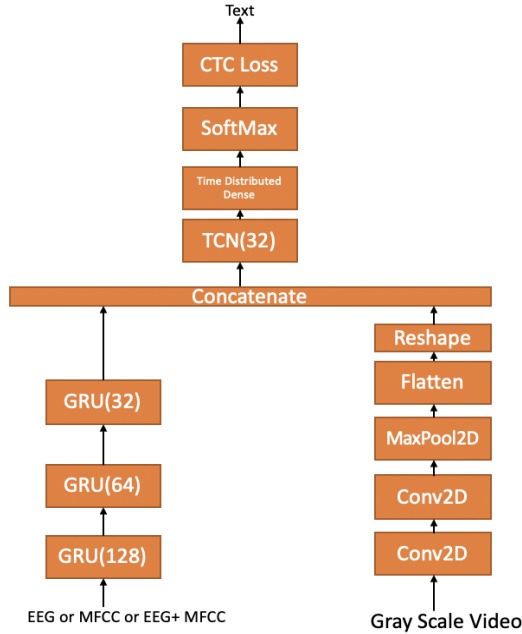 Text
CTC Loss
SoftMax
Time Distributed
Dense
TCN(32)
Concatenate
Reshape
GRU(32)
Flatten
MaxPool2D
GRU(64)
Conv2D
GRU(128)
Conv2D
EEG or MFCC or EEG+ MFCC
Gray Scale Video